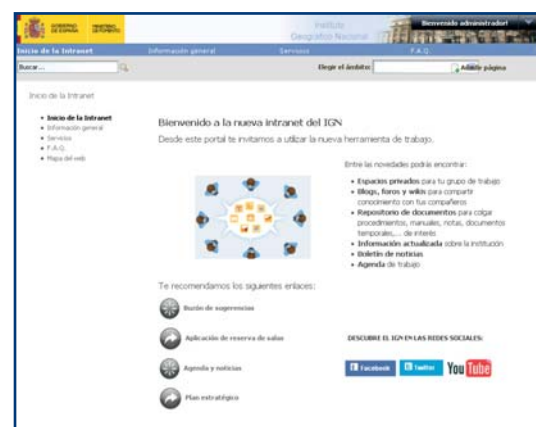 GOBIERNO DE ESPAÑA
MINISTERIO DE FOMENTO
Instituto Geográfico Nacional
Bienvenido administrador!
Inicio de la Intranet
Información general
Servicios
F.A.Q.
Buscar...
Elegir el ámbito:
Añadir página
Inicio de la Intranet
Inicio de la Intranet
Información general
Servicios
F.A.Q.
Mapa del web
Bienvenido a la nueva intranet del IGN
Desde este portal te invitamos a utilizar la nueva herramienta de trabajo.
Entre las novedades podrás encontrar:
Espacios privados para tu grupo de trabajo
Blogs, foros y wikis para compartir
conocimiento con tus compañeros
Repositorio de documentos para colgar
procedimientos, manuales, notas, documentos
temporales,... de interés
Información actualizada sobre la institución
Boletín de noticias
Agenda de trabajo
Te recomendamos los siguientes enlaces:
Buzón de sugerencias
Aplicación de reserva de salas
Agenda y noticias
Plan estratégico
DESCUBRE EL IGN EN LAS REDES SOCIALES:
Facebook
Twitter
YouTube